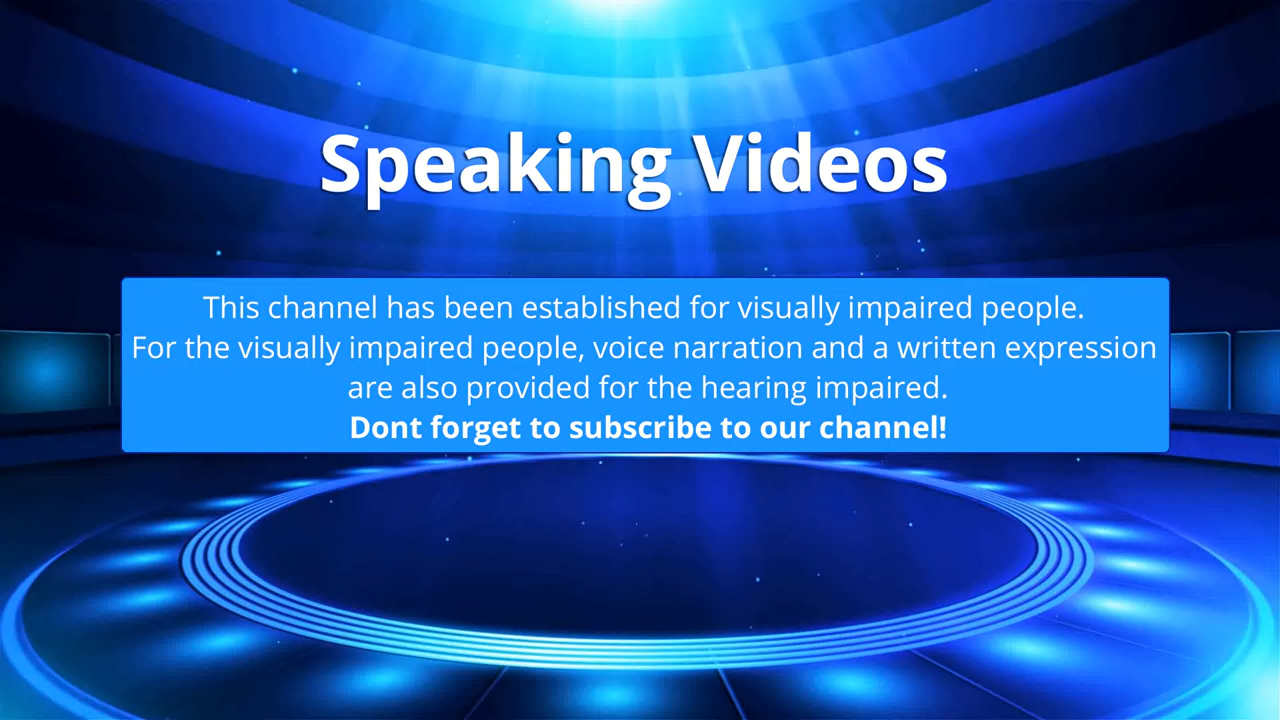 Speaking Videos
This channel has been established for visually impaired people.
For the visually impaired people, voice narration and a written expression
are also provided for the hearing impaired.
Dont forget to subscribe to our channel!